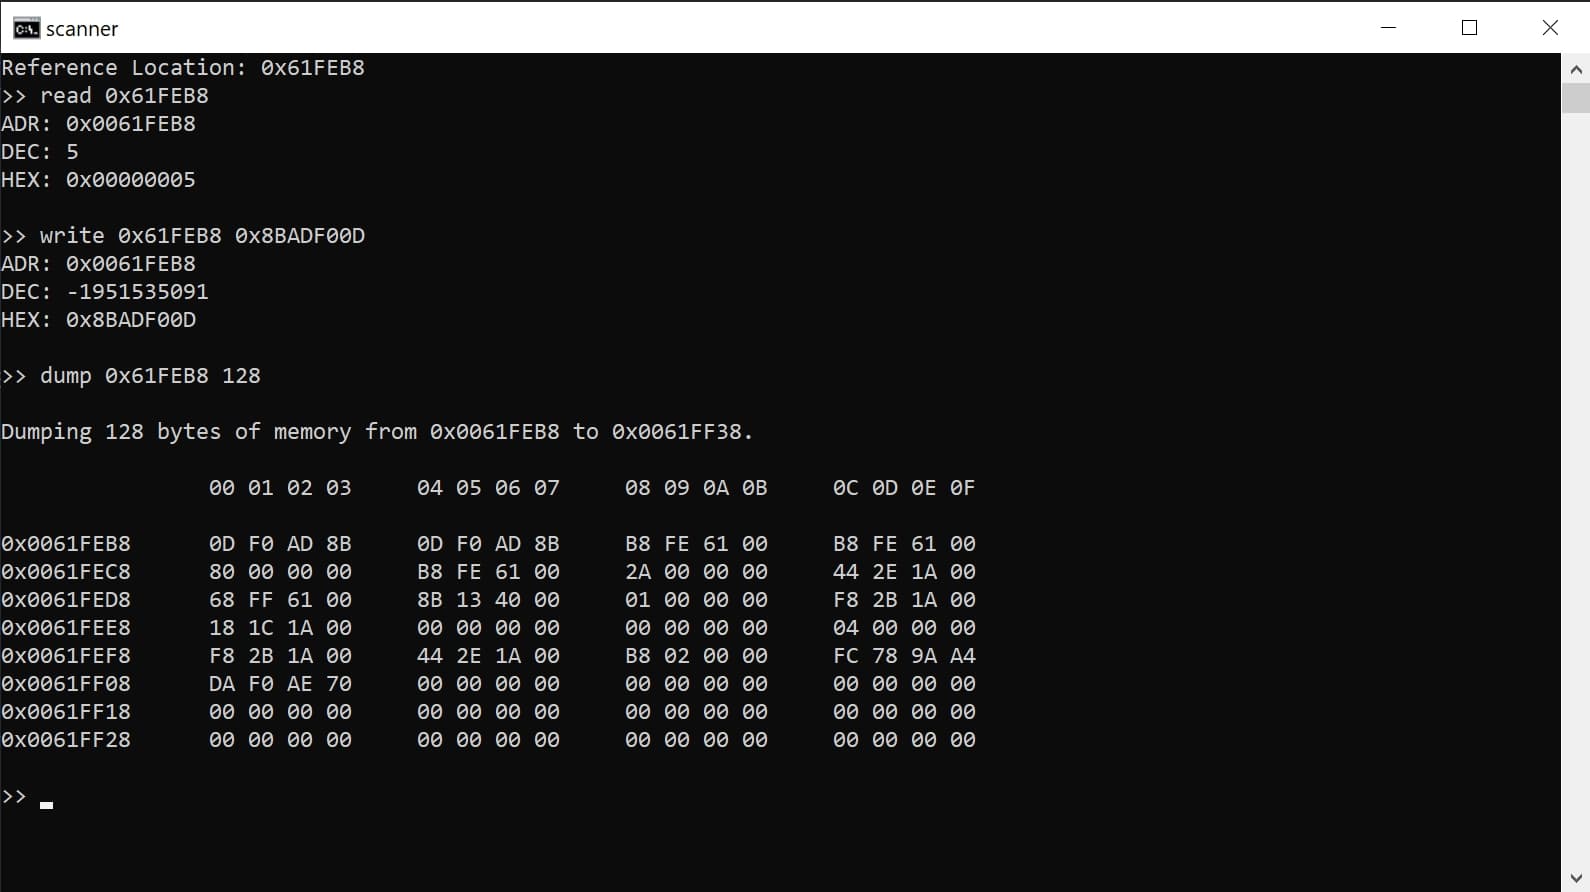 scanner
Reference Location: 0x61FEB8
>> read 0x61FEB8
ADR: 0x0061FEB8
DEC: 5
HEX: 0x00000005
>> write 0x61FEB8 0x8BADF00D
ADR: 0x0061FEB8
DEC: -1951535091
HEX: 0x8BADF00D
>> dump 0x61FEB8 128
Dumping 128 bytes of memory from 0x0061FEB8 to 0x0061FF38.
00 01 02 03 04 05 06 07 08 09 0A 0B 0C 0D 0E 0F
0x0061FEB8 0D F0 AD 8B 0D F0 AD 8B B8 FE 61 00 B8 FE 61 00
0x0061FEC8 80 00 00 00 B8 FE 61 00 2A 00 00 00 44 2E 1A 00
0x0061FED8 68 FF 61 00 8B 13 40 00 01 00 00 00 F8 2B 1A 00
0x0061FEE8 18 1C 1A 00 00 00 00 00 00 00 00 00 04 00 00 00
0x0061FEF8 F8 2B 1A 00 44 2E 1A 00 B8 02 00 00 FC 78 9A A4
0x0061FF08 DA F0 AE 70 00 00 00 00 00 00 00 00 00 00 00 00
0x0061FF18 00 00 00 00 00 00 00 00 00 00 00 00 00 00 00 00
0x0061FF28 00 00 00 00 00 00 00 00 00 00 00 00 00 00 00 00
>>